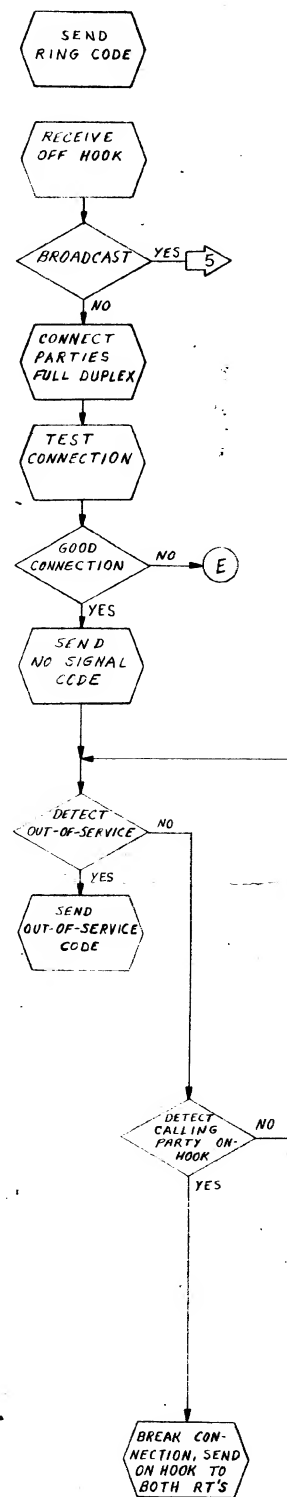 SEND
RING CODE
RECEIVE
OFF HOOK
BROADCAST
YES
5
NO
CONNECT
PARTIES
FULL DUPLEX
TEST
CONNECTION
GOOD
CONNECTION
NO
E
YES
SEND
NO SIGNAL
CODE
DETECT
OUT-OF-SERVICE
NO
YES
SEND
OUT-OF-SERVICE
CODE
DETECT
CALLING
PARTY ON-
HOOK
NO
YES
BREAK CON-
NECTION, SEND
ON HOOK TO
BOTH RT'S